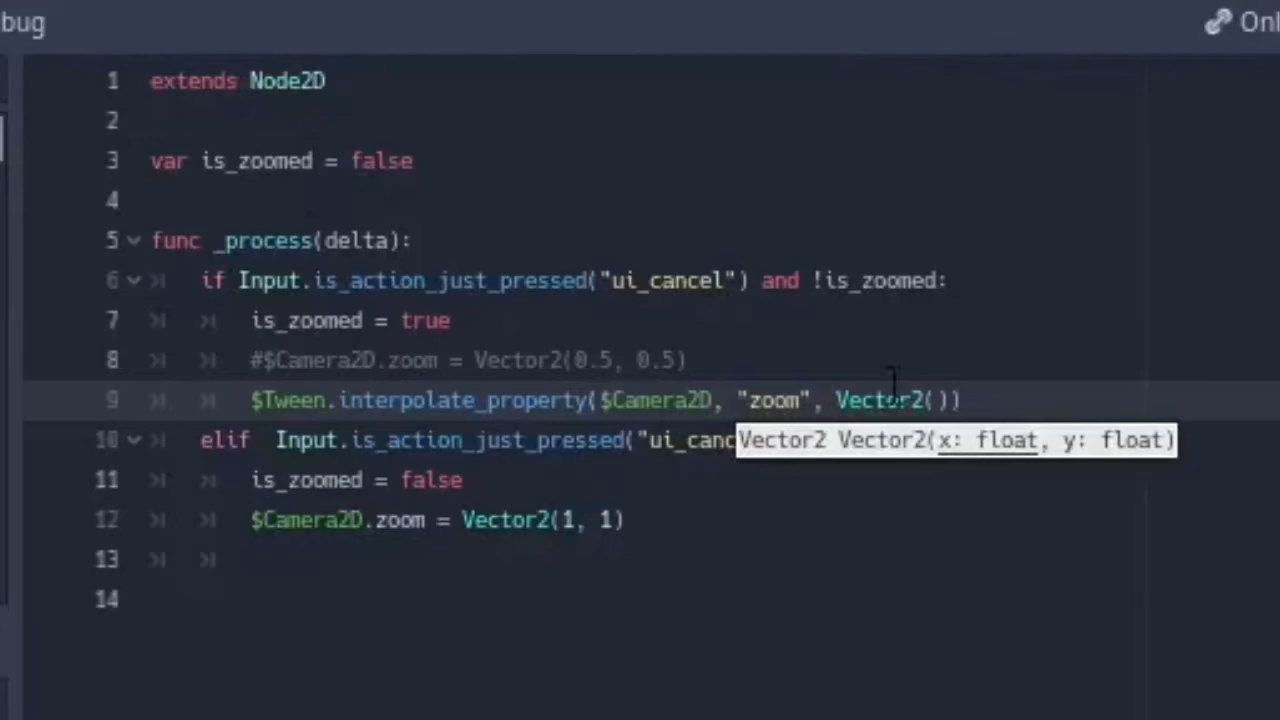 bug
Onl
1 extends Node2D
2
3 var is_zoomed = false
4
5 func _process(delta):
6 if Input.is_action_just_pressed("ui_cancel") and !is_zoomed:
7 is_zoomed = true
8 #$Camera2D.zoom = Vector2(0.5, 0.5)
9 $Tween.interpolate_property($Camera2D, "zoom", Vector2())
10 elif Input.is_action_just_pressed("ui_canc
Vector2 Vector2(x: float, y: float)
11 is_zoomed = false
12 $Camera2D.zoom = Vector2(1, 1)
13
14